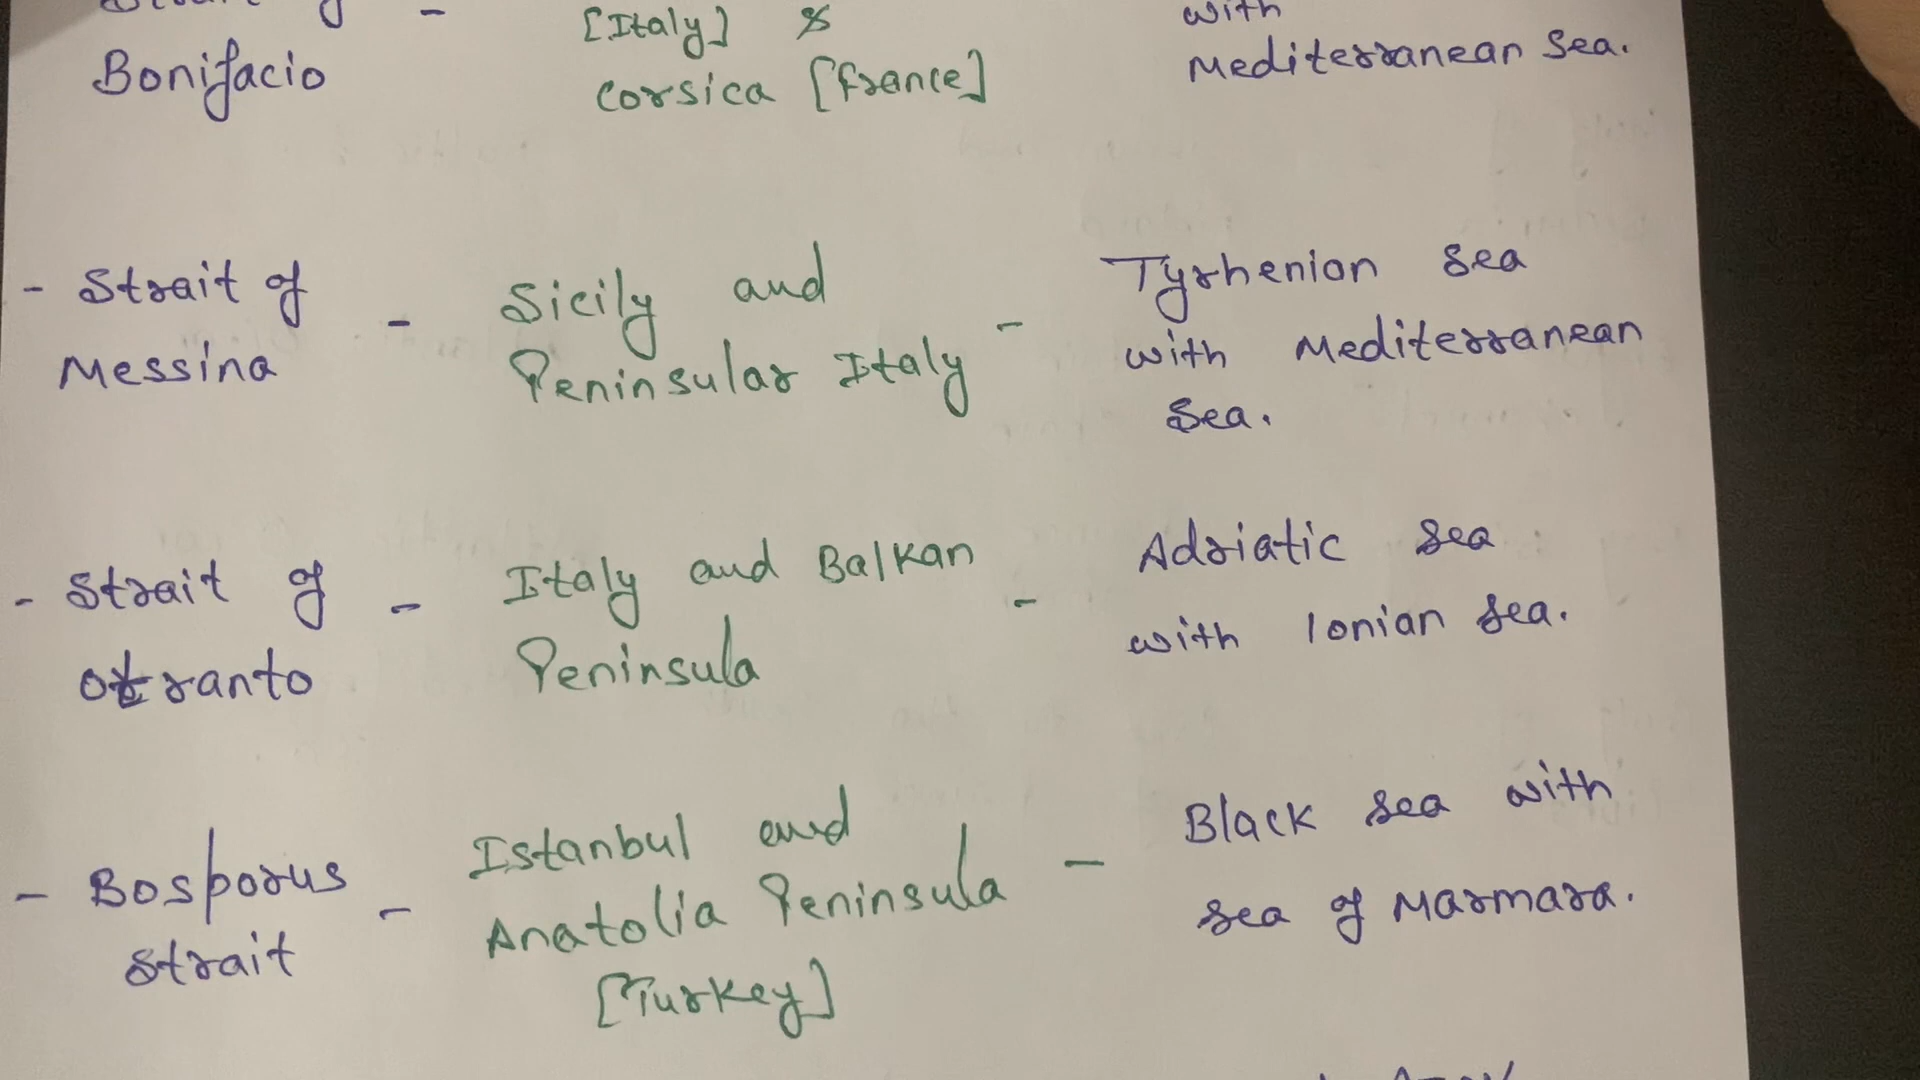 Bonifacio - [Italy] & with
Corsica [France] Mediterranean Sea.
- Strait of Messina - Sicily and Peninsular Italy - Tyrhenian Sea with Mediterranean Sea.
- Strait of Otranto - Italy and Balkan Peninsula - Adriatic Sea with Ionian Sea.
- Bosporus Strait - Istanbul and Anatolia Peninsula [Turkey] - Black Sea with Sea of Marmara.